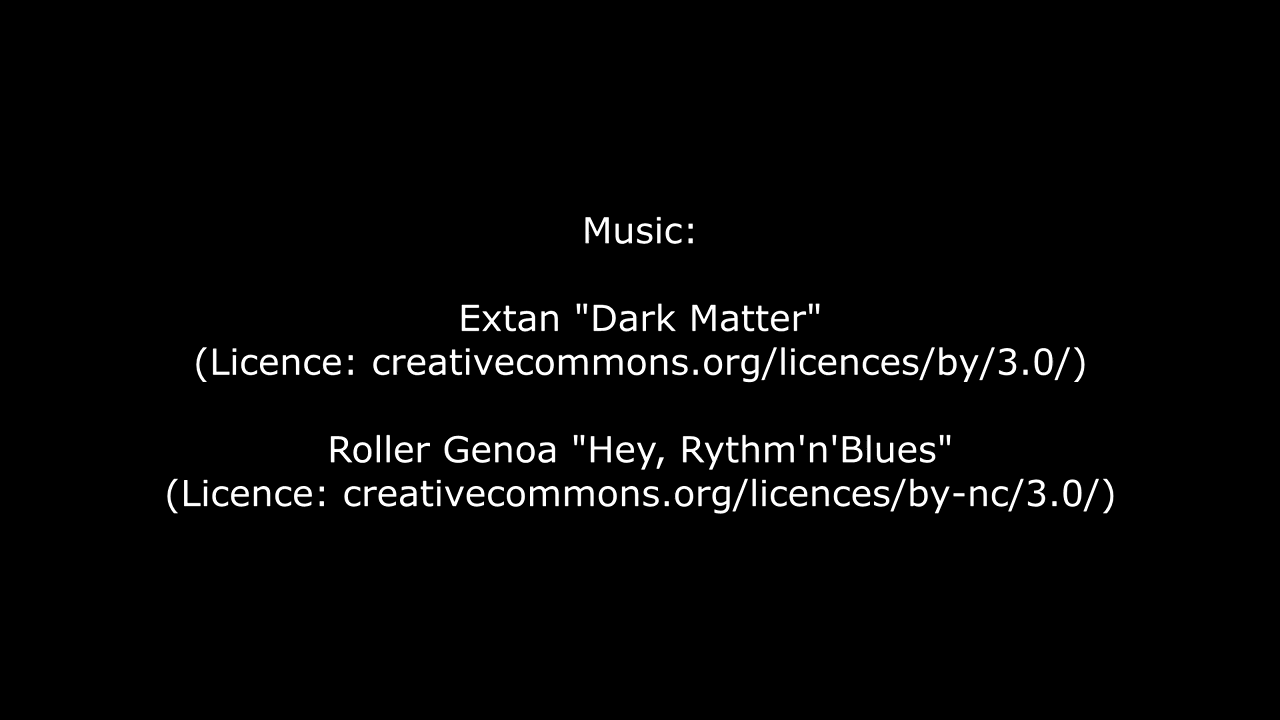 Music:
Extan "Dark Matter"
(Licence: creativecommons.org/licences/by/3.0/)
Roller Genoa "Hey, Rythm'n'Blues"
(Licence: creativecommons.org/licences/by-nc/3.0/)